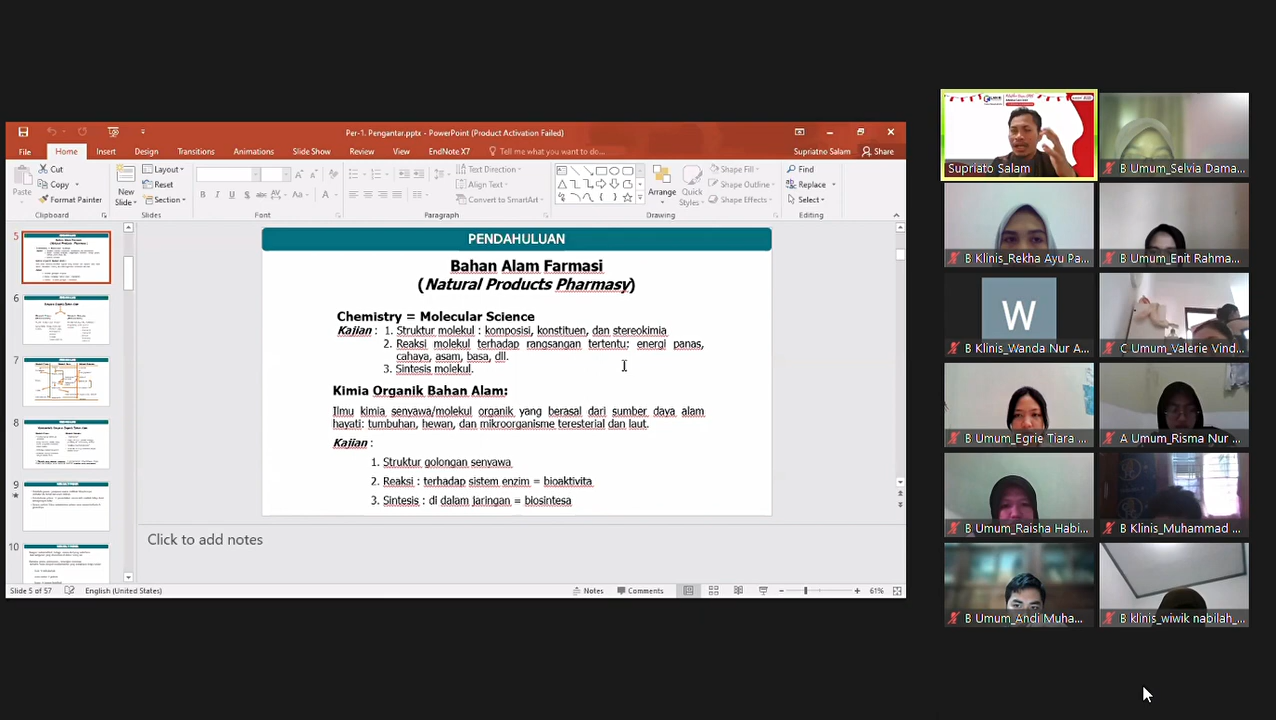 Per-1. Pengantar.pptx - PowerPoint (Product Activation Failed)
File Home Insert Design Transitions Animations Slide Review View EndNote X7 Tell me what you want to do... Supriatno Salam Share
Paste
Cut
Copy
Format Painter
Clipboard
New Slide
Layout
Reset
Section
Slides
B I U S
Font
Text Direction
Align Text
Convert to SmartArt
Paragraph
Arrange
Quick Styles
Shape Fill
Shape Outline
Shape Effects
Drawing
Find
Replace
Select
Editing
5
6
7
8
9
10
PENDAHULUAN
Bahan Alam Farmasi
(Natural Products Pharmasy)
Chemistry = Molecular Science
Kajian : 1. Struktur molekul : komposisi, konstituen, dan stereokimia
2. Reaksi molekul terhadap rangsangan tertentu: energi panas,
cahaya, asam, basa, dll.
3. Sintesis molekul.
Kimia Organik Bahan Alam:
Ilmu kimia senyawa/molekul organik yang berasal dari sumber daya alam
hayati: tumbuhan, hewan, dan mikroorganisme teresterial dan laut.
Kajian :
1. Struktur golongan senyawa
2. Reaksi : terhadap sistem enzim = bioaktivita
3. Sintesis : di dalam jaringan = biosintesa
Click to add notes
Slide 5 of 57 English (United States) Notes Comments 61%
Supriato Salam
B Umum_Selvia Dama...
B Klinis_Rekha Ayu Pa...
B Umum_Enit Rahma...
W
B Klinis_Wanda Nur A...
C Umum_Valerie Vind...
B Umum_Egrie Tiara ...
B Umum_Raisha Habi...
B Klinis_Muhammad ...
B Umum_Andi Muha...
B klinis_wiwik nabilah_...